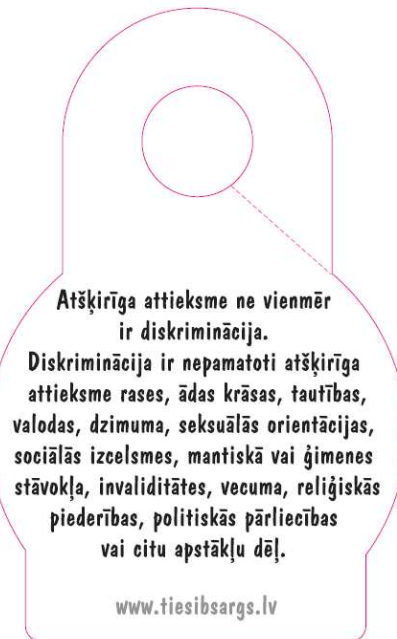 Atšķirīga attieksme ne vienmēr
ir diskriminācija.
Diskriminācija ir nepamatoti atšķirīga
attieksme rases, ādas krāsas, tautības,
valodas, dzimuma, seksuālās orientācijas,
sociālās izcelsmes, mantiskā vai ģimenes
stāvokļa, invaliditātes, vecuma, reliģiskās
piederības, politiskās pārliecības
vai citu apstākļu dēļ.
www.tiesibsargs.lv